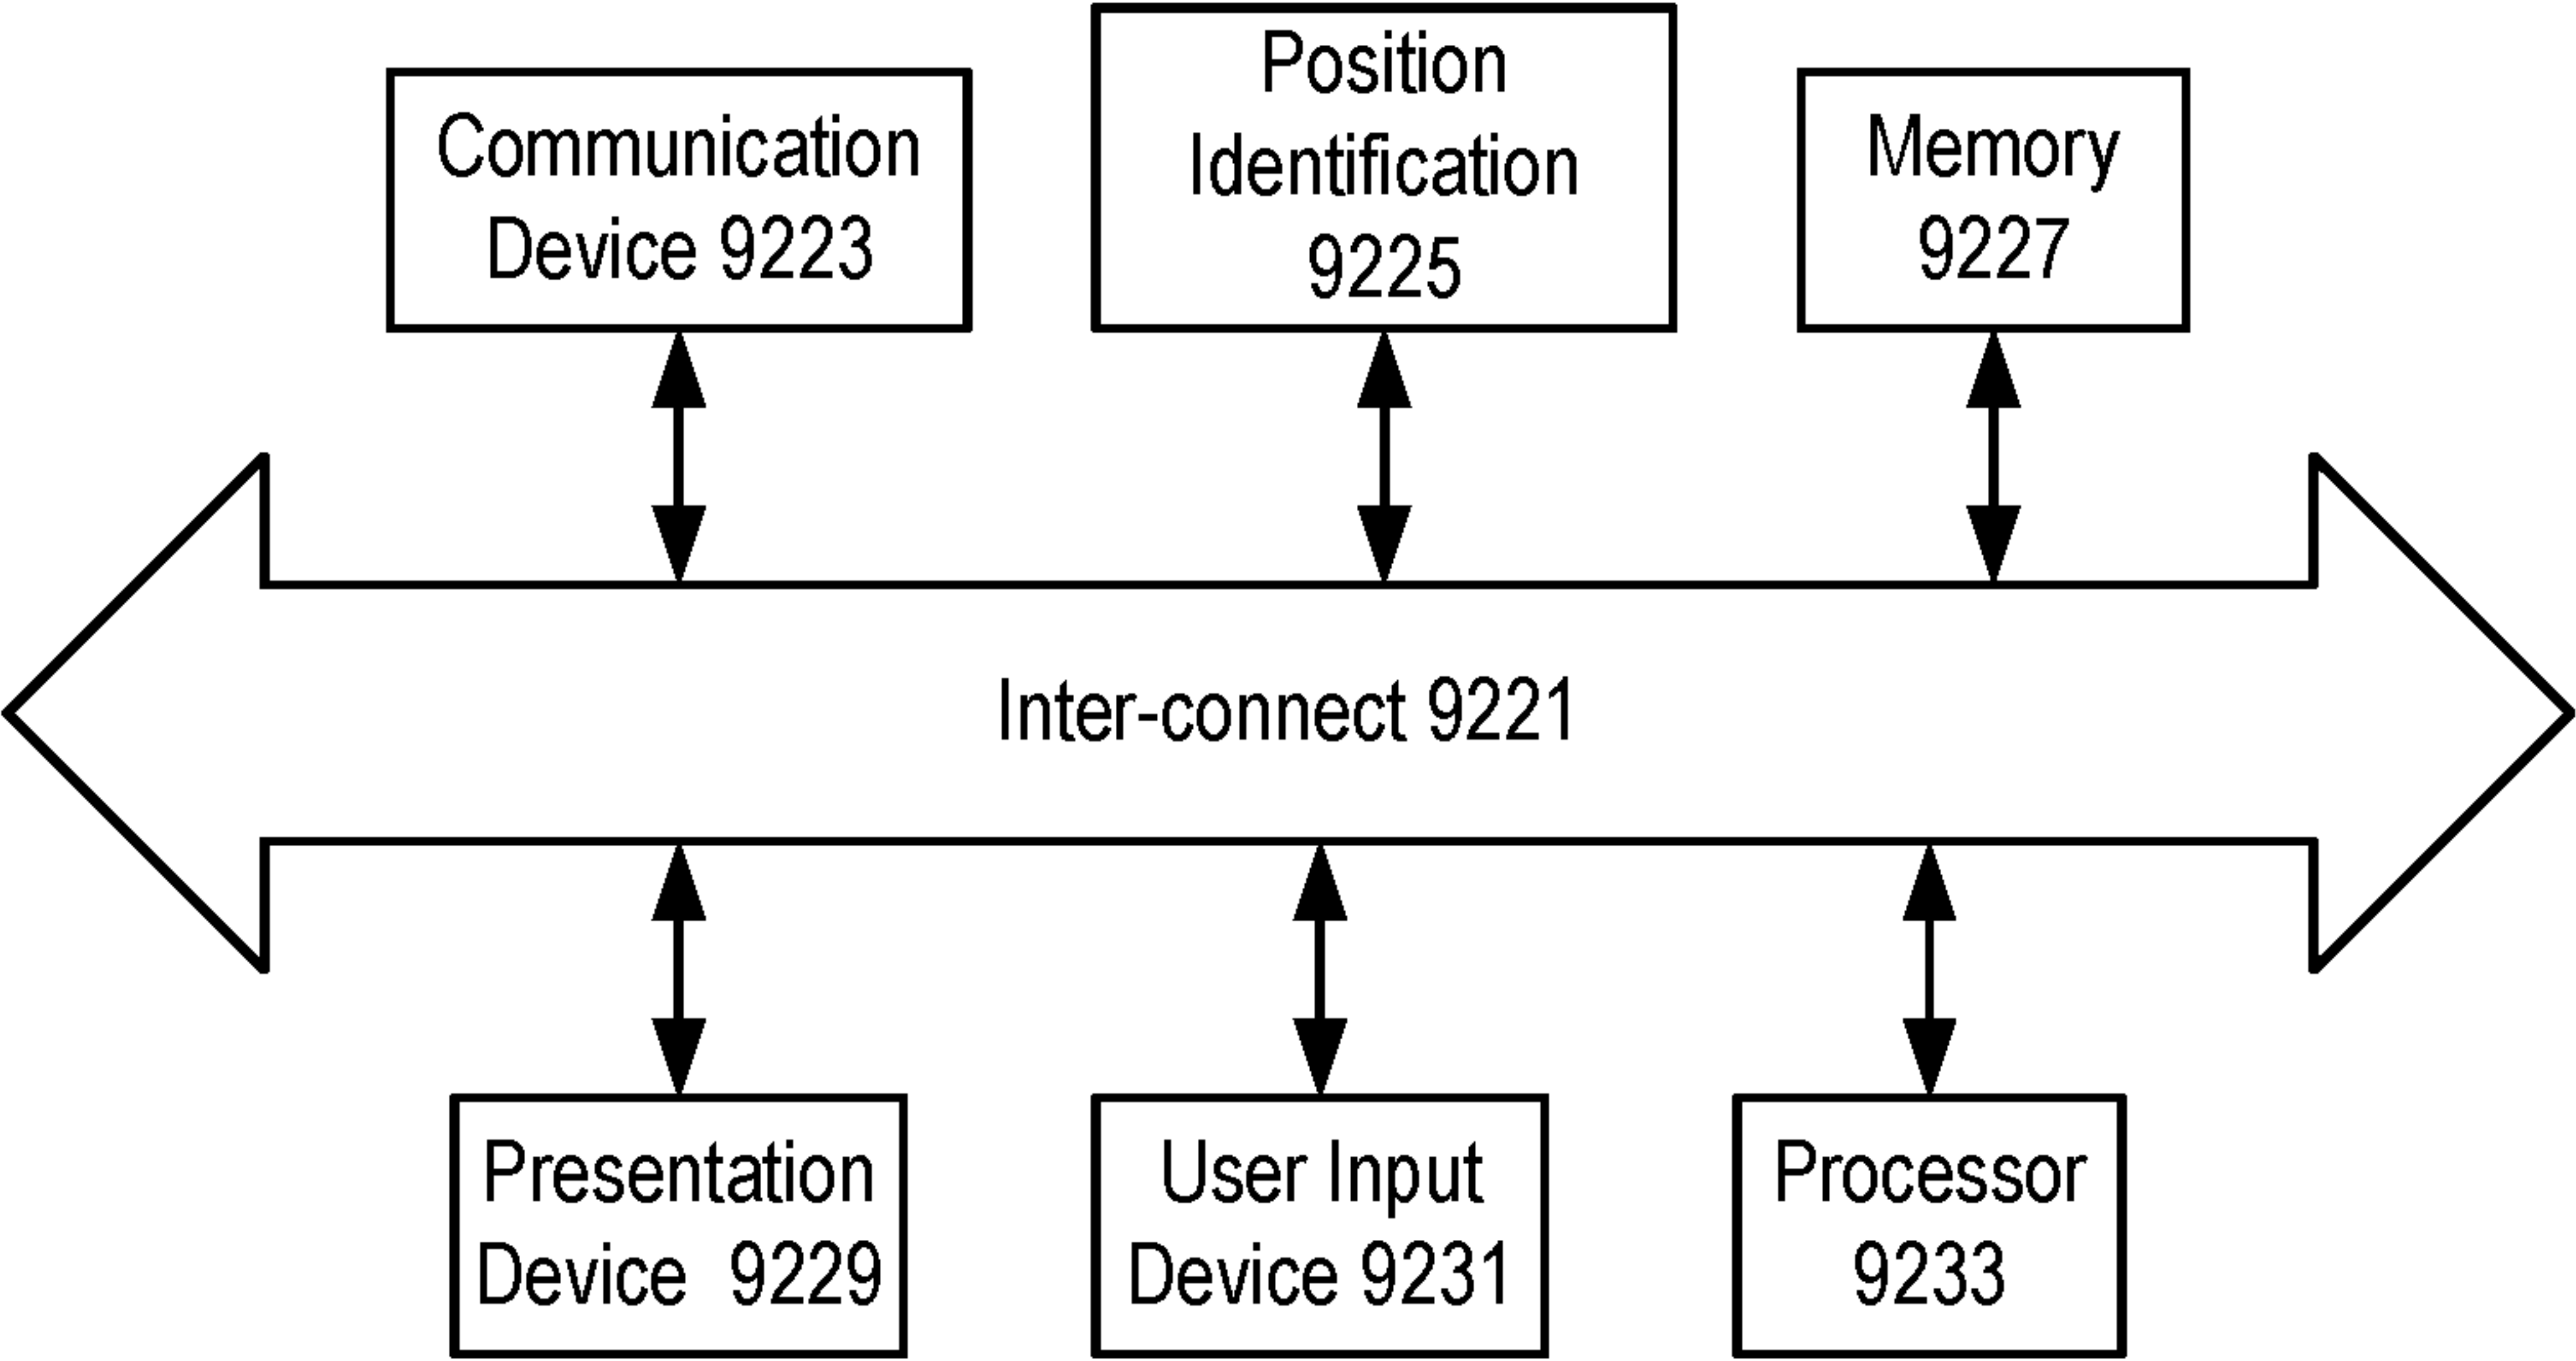 Communication
Device 9223
Position
Identification
9225
Memory
9227
Inter-connect 9221
Presentation
Device  9229
User Input
Device 9231
Processor
9233